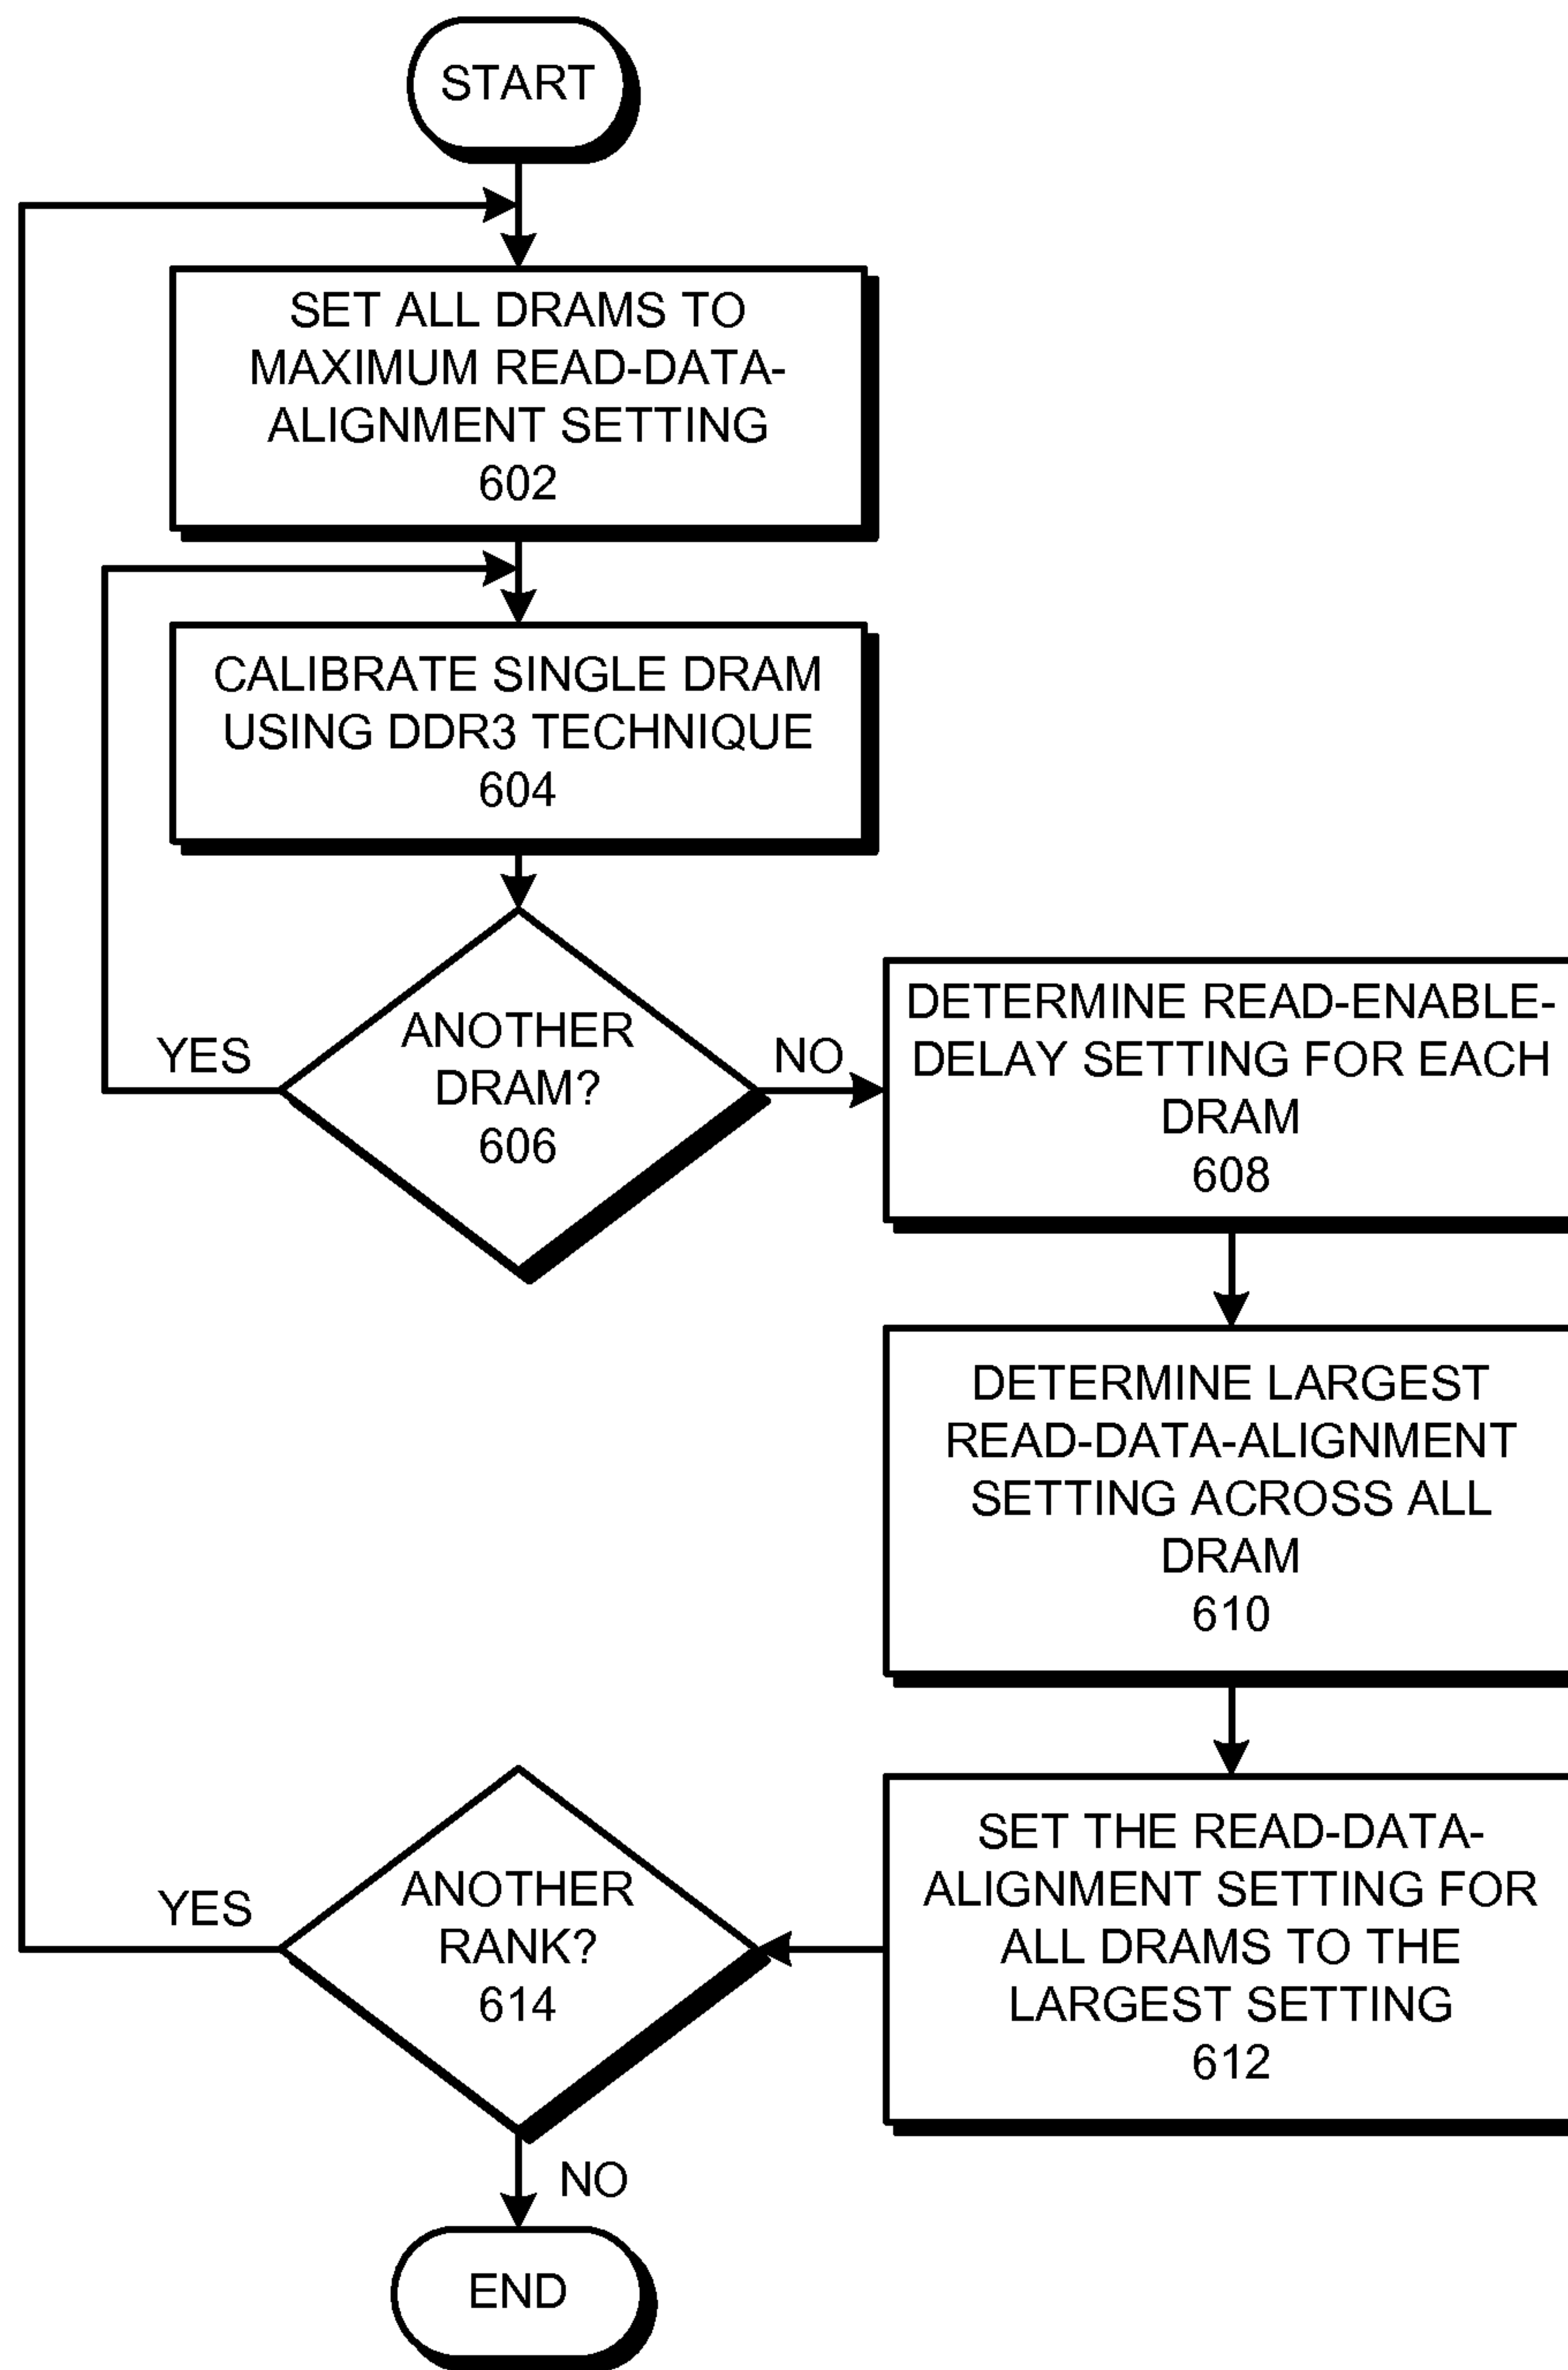 START
SET ALL DRAMS TO
MAXIMUM READ-DATA-
ALIGNMENT SETTING
602
CALIBRATE SINGLE DRAM
USING DDR3 TECHNIQUE
604
ANOTHER
DRAM?
606
YES
NO
DETERMINE READ-ENABLE-
DELAY SETTING FOR EACH
DRAM
608
DETERMINE LARGEST
READ-DATA-ALIGNMENT
SETTING ACROSS ALL
DRAM
610
SET THE READ-DATA-
ALIGNMENT SETTING FOR
ALL DRAMS TO THE
LARGEST SETTING
612
ANOTHER
RANK?
614
YES
NO
END